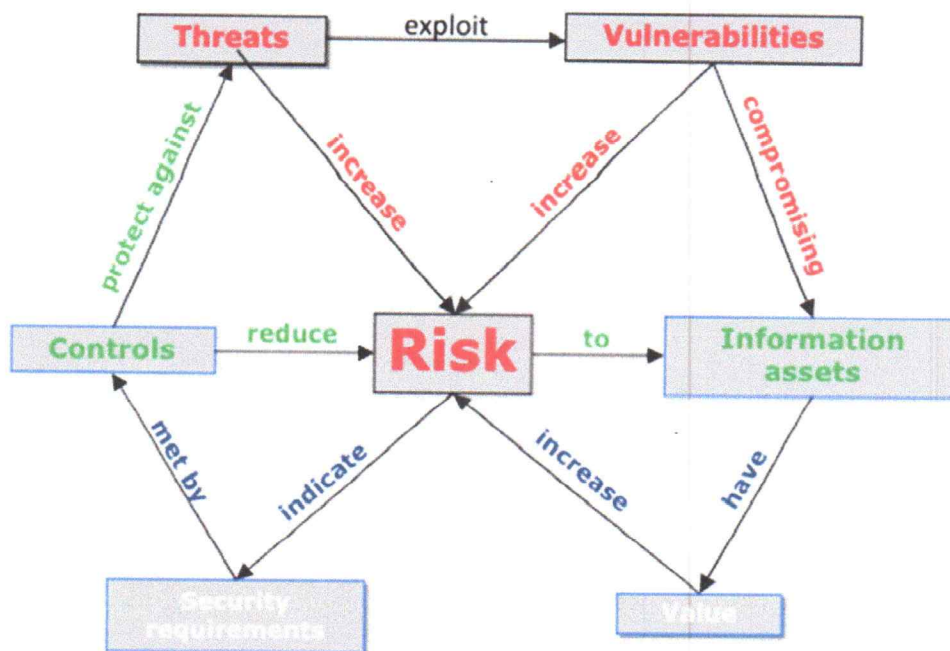 Threats
exploit
Vulnerabilities
protect against
increase
increase
compromising
Controls
reduce
Risk
to
Information
assets
met by
indicate
increase
have
Security
requirements
Value